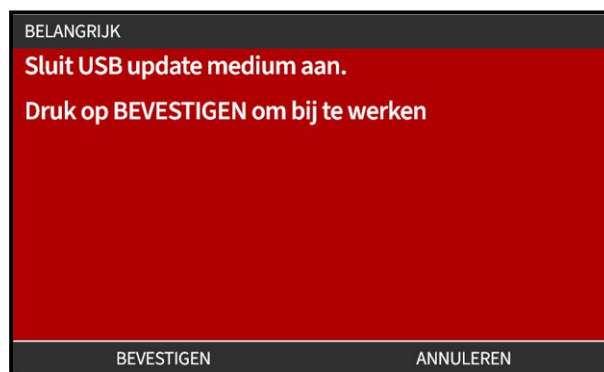 BELANGRIJK
Sluit USB update medium aan.
Druk op BEVESTIGEN om bij te werken
BEVESTIGEN ANNULEREN